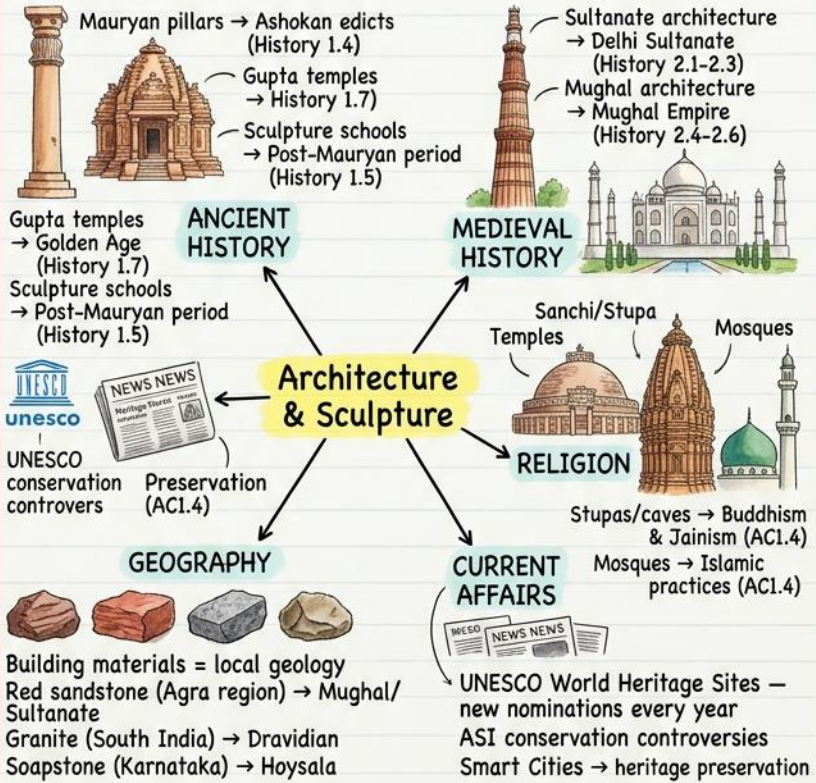 Mauryan pillars → Ashokan edicts
(History 1.4)
Gupta temples
→ History 1.7)
Sculpture schools
→ Post-Mauryan period
(History 1.5)
Sultanate architecture
→ Delhi Sultanate
(History 2.1-2.3)
Mughal architecture
→ Mughal Empire
(History 2.4-2.6)
Gupta temples
→ Golden Age
(History 1.7)
Sculpture schools
→ Post-Mauryan period
(History 1.5)
ANCIENT
HISTORY
MEDIEVAL
HISTORY
Sanchi/Stupa
Temples
Mosques
Architecture
& Sculpture
UNESCO
unesco
NEWS NEWS
UNESCO
conservation
controvers
Preservation
(AC1.4)
RELIGION
Stupas/caves → Buddhism
& Jainism (AC1.4)
Mosques → Islamic
practices (AC1.4)
GEOGRAPHY
Building materials = local geology
Red sandstone (Agra region) → Mughal/
Sultanate
Granite (South India) → Dravidian
Soapstone (Karnataka) → Hoysala
CURRENT
AFFAIRS
NEWS NEWS
UNESCO World Heritage Sites —
new nominations every year
ASI conservation controversies
Smart Cities → heritage preservation